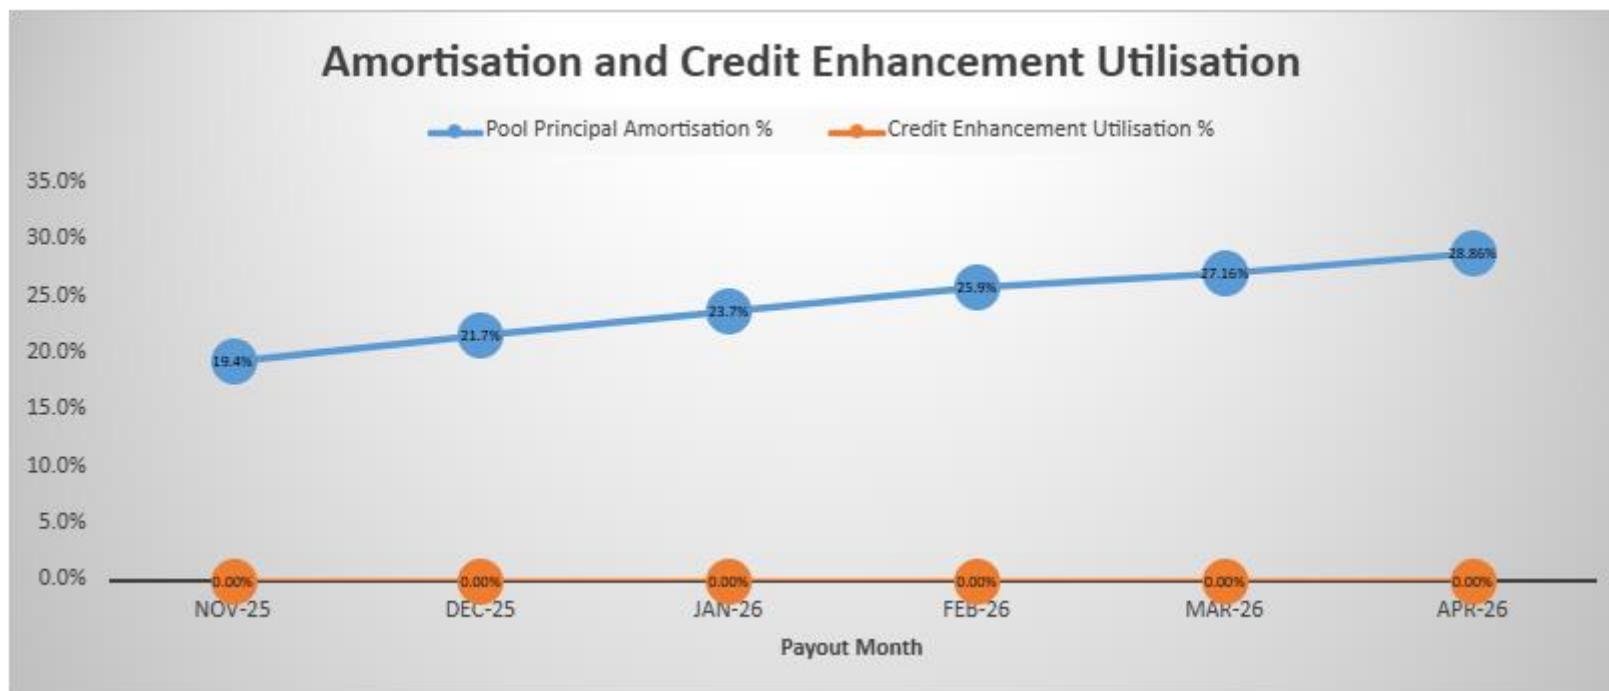 Amortisation and Credit Enhancement Utilisation
Pool Principal Amortisation % Credit Enhancement Utilisation %
35.0%
30.0%
25.0%
20.0%
15.0%
10.0%
5.0%
0.0%
19.4% 21.7% 23.7% 25.9% 27.16% 28.86%
0.00% 0.00% 0.00% 0.00% 0.00% 0.00%
NOV-25 DEC-25 JAN-26 FEB-26 MAR-26 APR-26
Payout Month